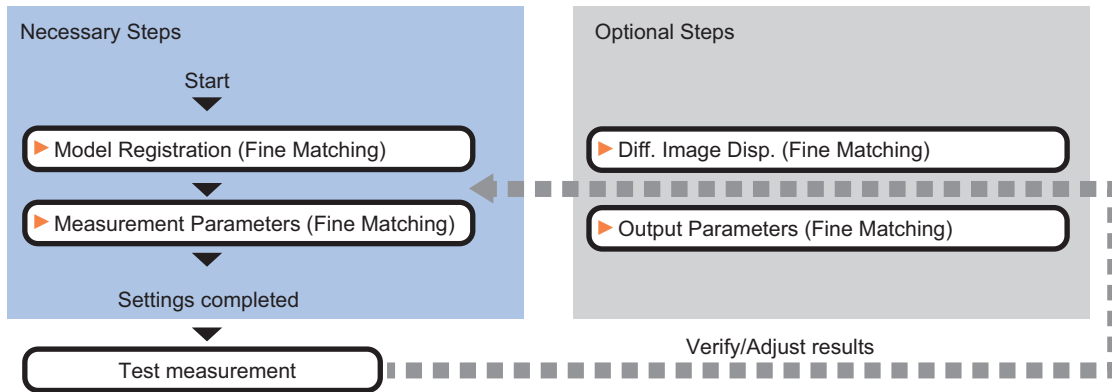 Necessary Steps
Start
Model Registration (Fine Matching)
Measurement Parameters (Fine Matching)
Settings completed
Test measurement
Optional Steps
Diff. Image Disp. (Fine Matching)
Output Parameters (Fine Matching)
Verify/Adjust results